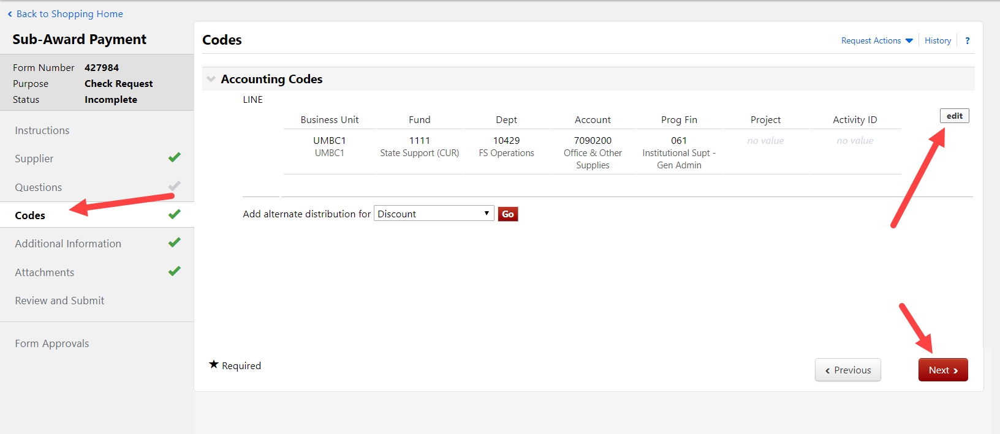 Back to Shopping Home
Sub-Award Payment
Form Number 427984
Purpose Check Request
Status Incomplete
Instructions
Supplier
Questions
Codes
Additional Information
Attachments
Review and Submit
Form Approvals
Codes
Request Actions History ?
Accounting Codes
LINE
Business Unit Fund Dept Account Prog Fin Project Activity ID
edit
UMBC1 1111 10429 7090200 061 no value no value
UMBC1 State Support (CUR) FS Operations Office & Other Institutional Supt -
Supplies Gen Admin
Add alternate distribution for Discount Go
★ Required
‹ Previous Next ›